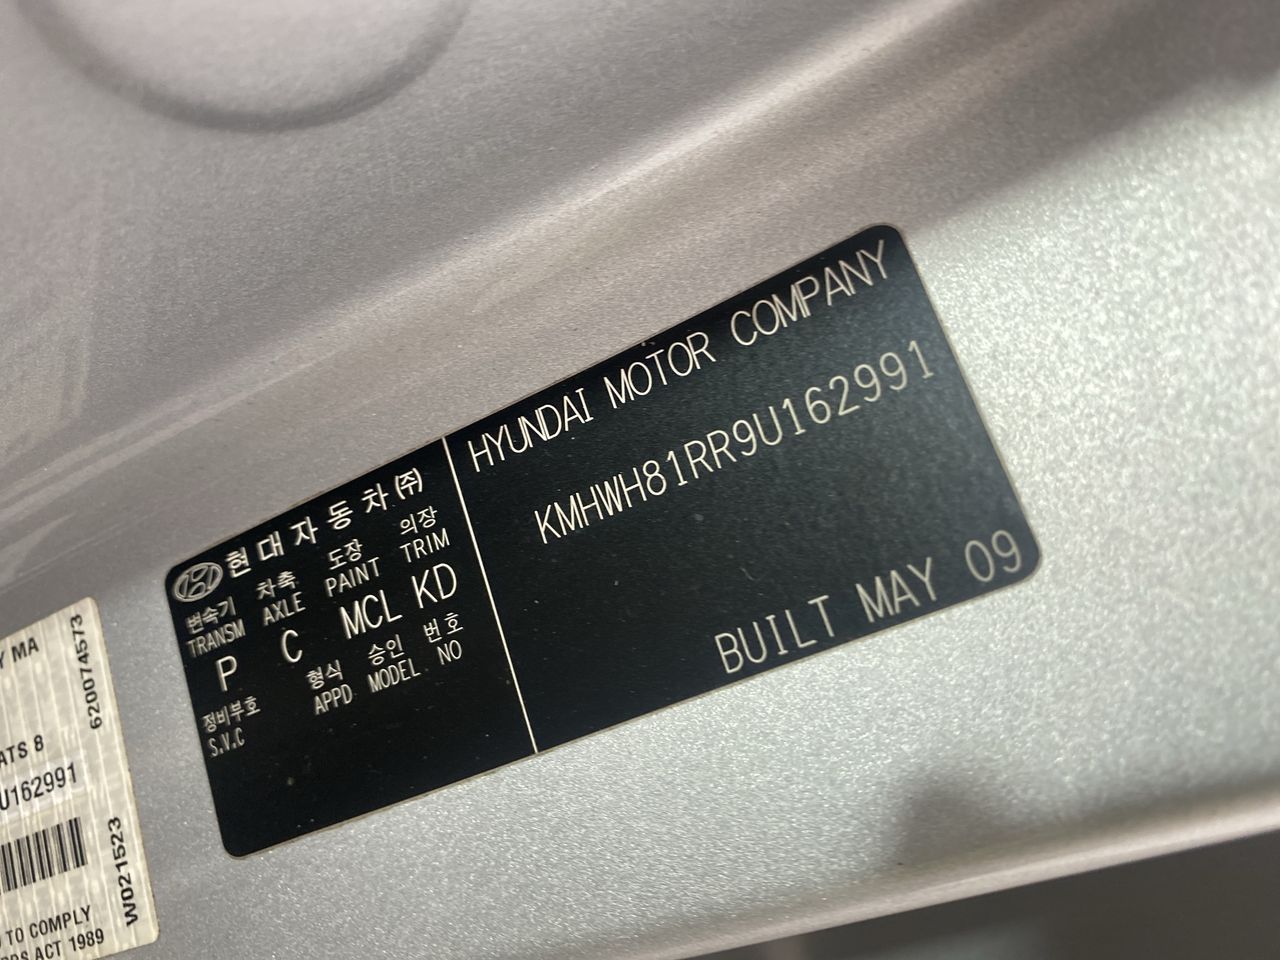 현대자동차㈜
변속기 차축 도장 의장
TRANSM AXLE PAINT TRIM
P C MCL KD
정비부호 형식 승인 번호
S.V.C APPD MODEL NO
HYUNDAI MOTOR COMPANY
KMHWH81RR9U162991
BUILT MAY 09
Y MA
620074573
ATS 8
U162991
W021523
TO COMPLY
ACT 1989